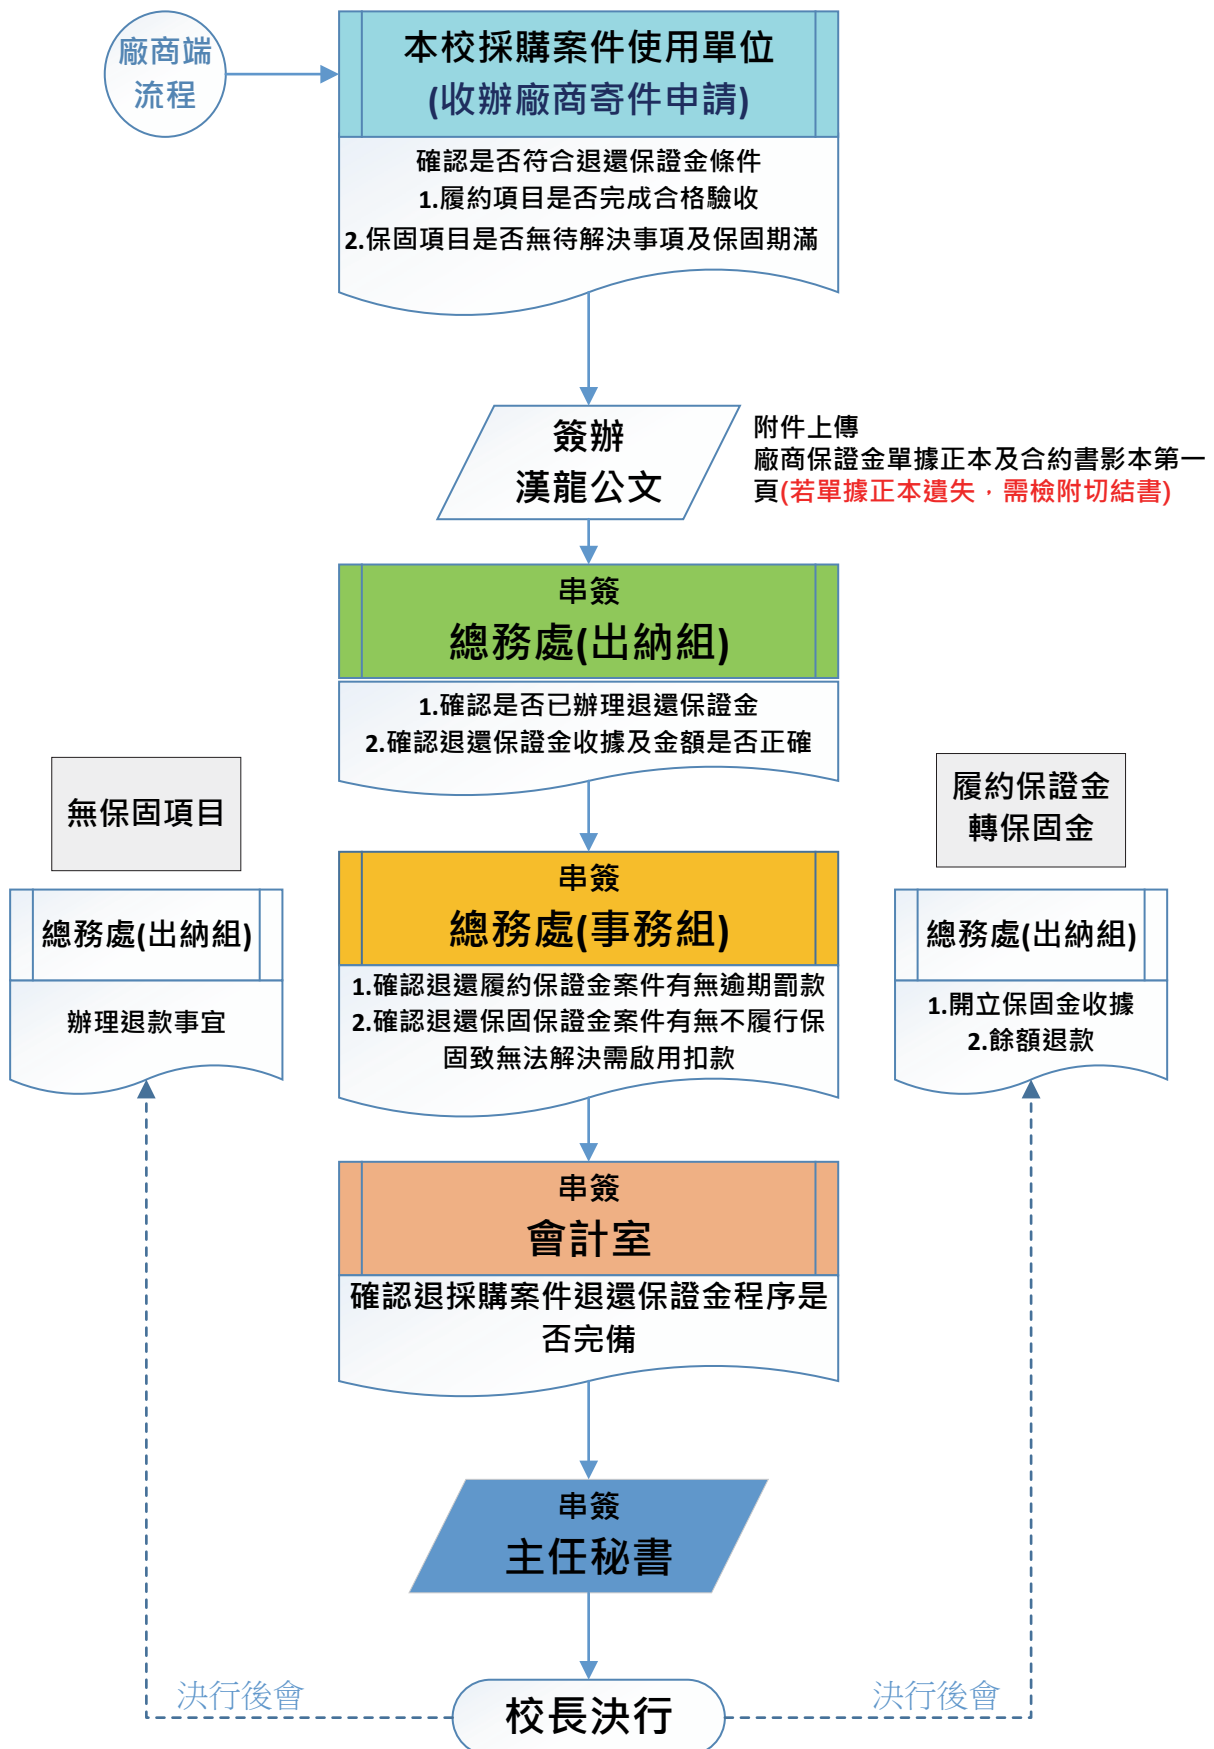 廠商端
流程
本校採購案件使用單位
(收辦廠商寄件申請)
確認是否符合退還保證金條件
1.履約項目是否完成合格驗收
2.保固項目是否無待解決事項及保固期滿
簽辦
漢龍公文
附件上傳
廠商保證金單據正本及合約書影本第一
頁(若單據正本遺失，需檢附切結書)
串簽
總務處(出納組)
1.確認是否已辦理退還保證金
2.確認退還保證金收據及金額是否正確
無保固項目
總務處(出納組)
辦理退款事宜
履約保證金
轉保固金
總務處(出納組)
1.開立保固金收據
2.餘額退款
串簽
總務處(事務組)
1.確認退還履約保證金案件有無逾期罰款
2.確認退還保固保證金案件有無不履行保
固致無法解決需啟用扣款
串簽
會計室
確認退採購案件退還保證金程序是
否完備
串簽
主任秘書
決行後會
校長決行
決行後會